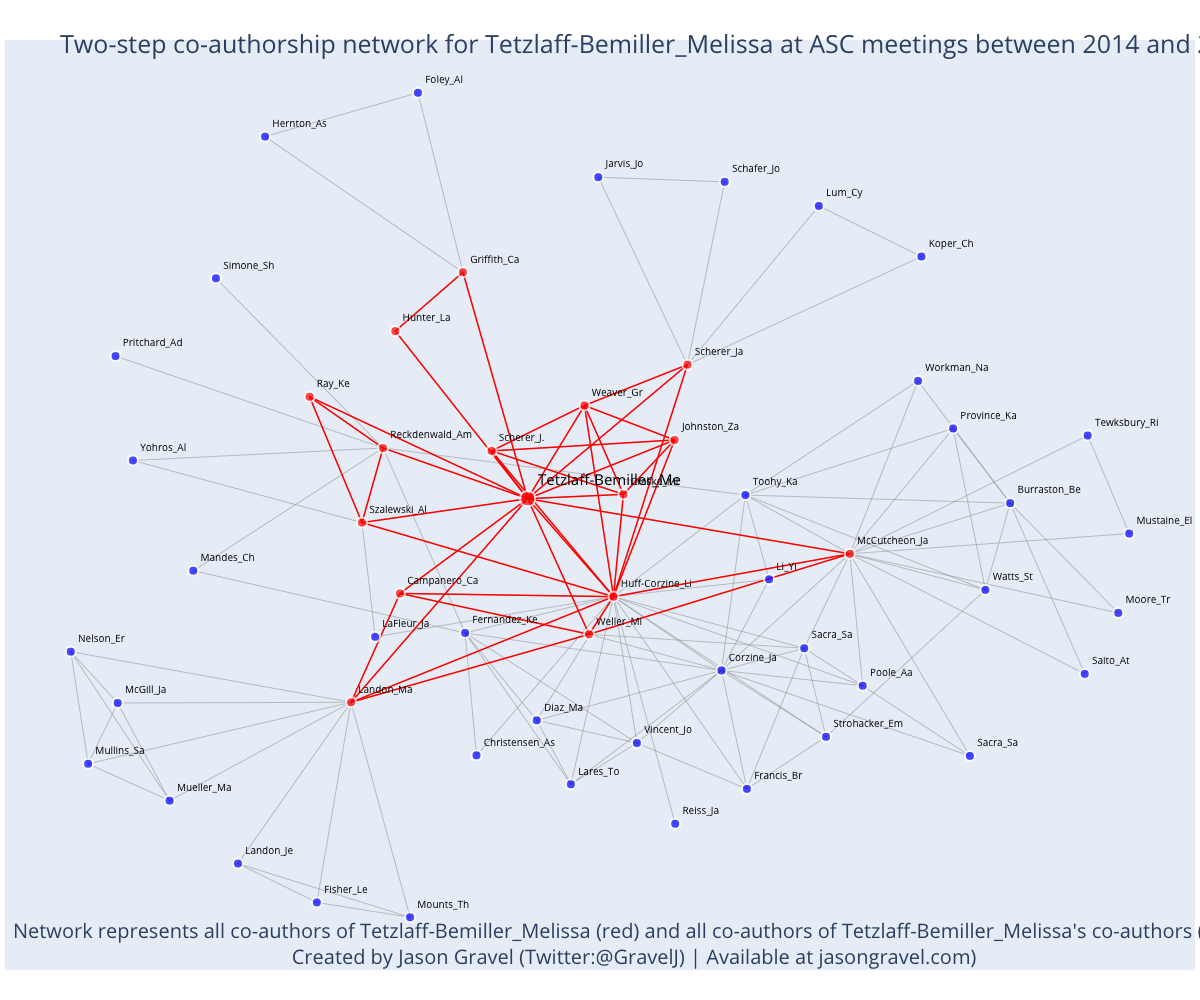 Two-step co-authorship network for Tetzlaff-Bemiller_Melissa at ASC meetings between 2014 and
Foley_Al
Hernton_As
Jarvis_Jo
Schafer_Jo
Lum_Cy
Koper_Ch
Griffith_Ca
Simone_Sh
Hunter_La
Pritchard_Ad
Scherer_Ja
Workman_Na
Ray_Ke
Weaver_Gr
Province_Ka
Tewksbury_Ri
Johnston_Za
Reckdenwald_Am
Scherer_J.
Yohros_Al
Tetzlaff-Bemiller_Me
Toohy_Ka
Burraston_Be
Szalewski_Al
Mustaine_El
McCutcheon_Ja
Mandes_Ch
Li_Yi
Campanero_Ca
Huff-Corzine_Li
Watts_St
Moore_Tr
LaFleur_Ja
Fernandez_Ke
Weller_Mi
Nelson_Er
Sacra_Sa
Corzine_Ja
Saito_At
Poole_Aa
McGill_Ja
Landon_Ma
Diaz_Ma
Strohacker_Em
Mullins_Sa
Christensen_As
Vincent_Jo
Sacra_Sa
Lares_To
Francis_Br
Mueller_Ma
Reiss_Ja
Landon_Je
Fisher_Le
Mounts_Th
Network represents all co-authors of Tetzlaff-Bemiller_Melissa (red) and all co-authors of Tetzlaff-Bemiller_Melissa's co-authors (
Created by Jason Gravel (Twitter:@GravelJ) | Available at jasongravel.com)